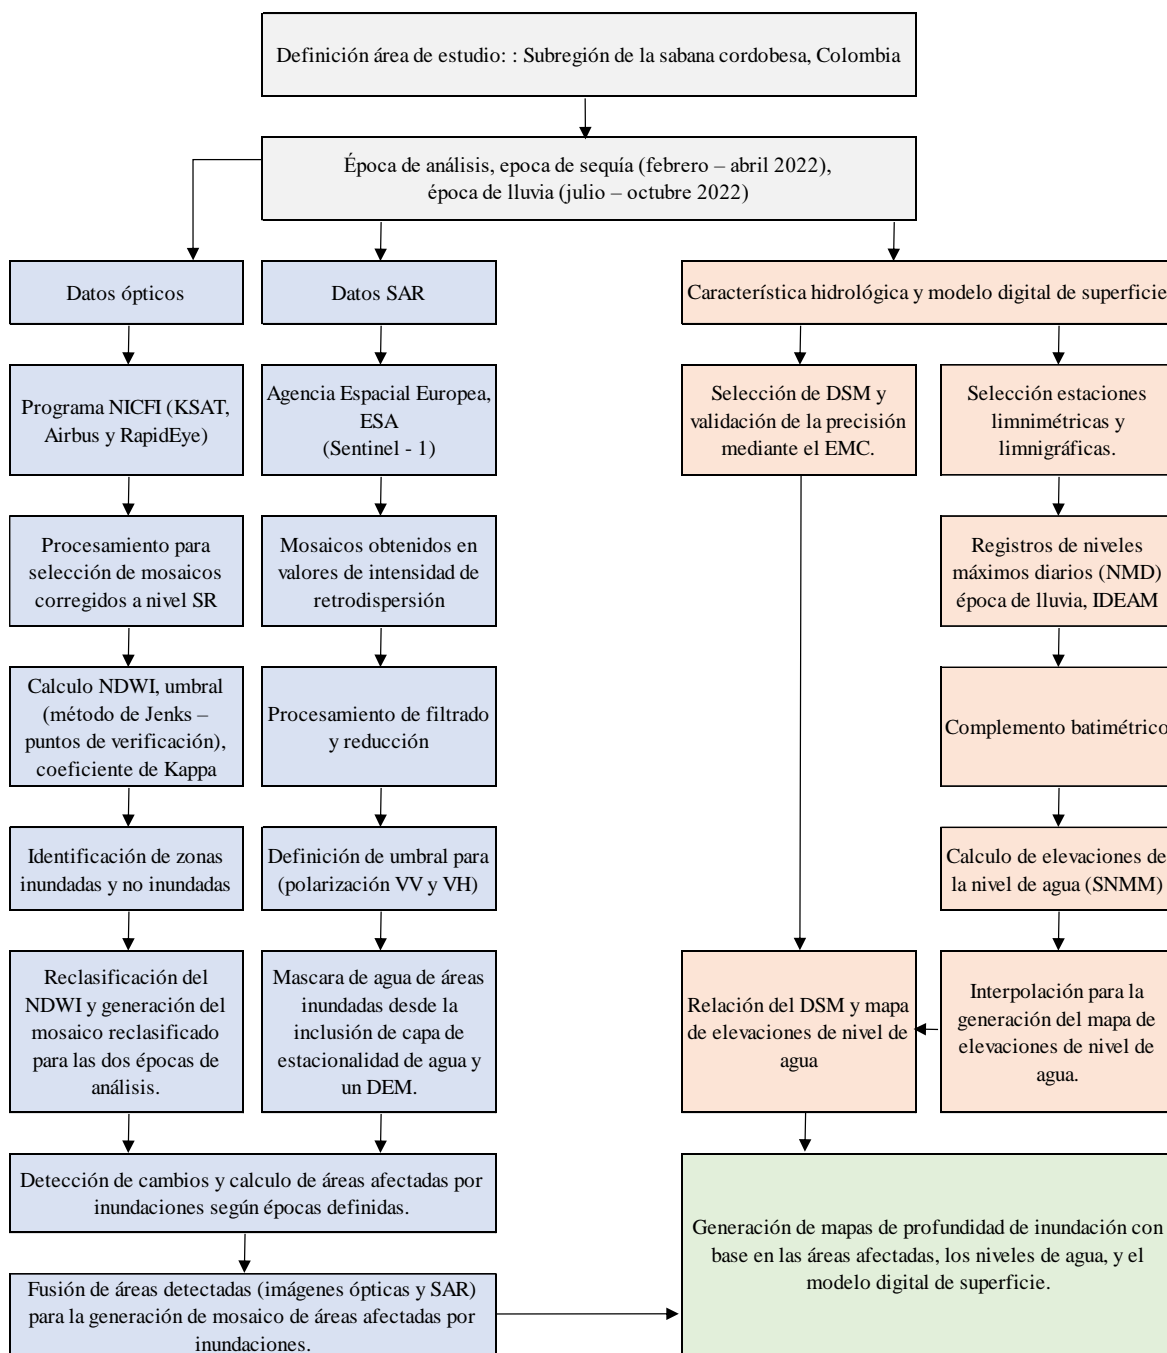 Definición área de estudio: : Subregión de la sabana cordobesa, Colombia
Época de análisis, epoca de sequía (febrero – abril 2022),
época de lluvia (julio – octubre 2022)
Datos ópticos
Datos SAR
Característica hidrológica y modelo digital de superficie
Programa NICFI (KSAT,
Airbus y RapidEye)
Agencia Espacial Europea,
ESA
(Sentinel - 1)
Selección de DSM y
validación de la precisión
mediante el EMC.
Selección estaciones
limnimétricas y
limnigráficas.
Procesamiento para
selección de mosaicos
corregidos a nivel SR
Mosaicos obtenidos en
valores de intensidad de
retrodispersión
Registros de niveles
máximos diarios (NMD)
época de lluvia, IDEAM
Calculo NDWI, umbral
(método de Jenks –
puntos de verificación),
coeficiente de Kappa
Procesamiento de filtrado
y reducción
Complemento batimétrico
Identificación de zonas
inundadas y no inundadas
Definición de umbral para
(polarización VV y VH)
Calculo de elevaciones de
la nivel de agua (SNMM)
Reclasificación del
NDWI y generación del
mosaico reclasificado
para las dos épocas de
análisis.
Mascara de agua de áreas
inundadas desde la
inclusión de capa de
estacionalidad de agua y
un DEM.
Relación del DSM y mapa
de elevaciones de nivel de
agua
Interpolación para la
generación del mapa de
elevaciones de nivel de
agua.
Detección de cambios y calculo de áreas afectadas por
inundaciones según épocas definidas.
Generación de mapas de profundidad de inundación con
base en las áreas afectadas, los niveles de agua, y el
modelo digital de superficie.
Fusión de áreas detectadas (imágenes ópticas y SAR)
para la generación de mosaico de áreas afectadas por
inundaciones.